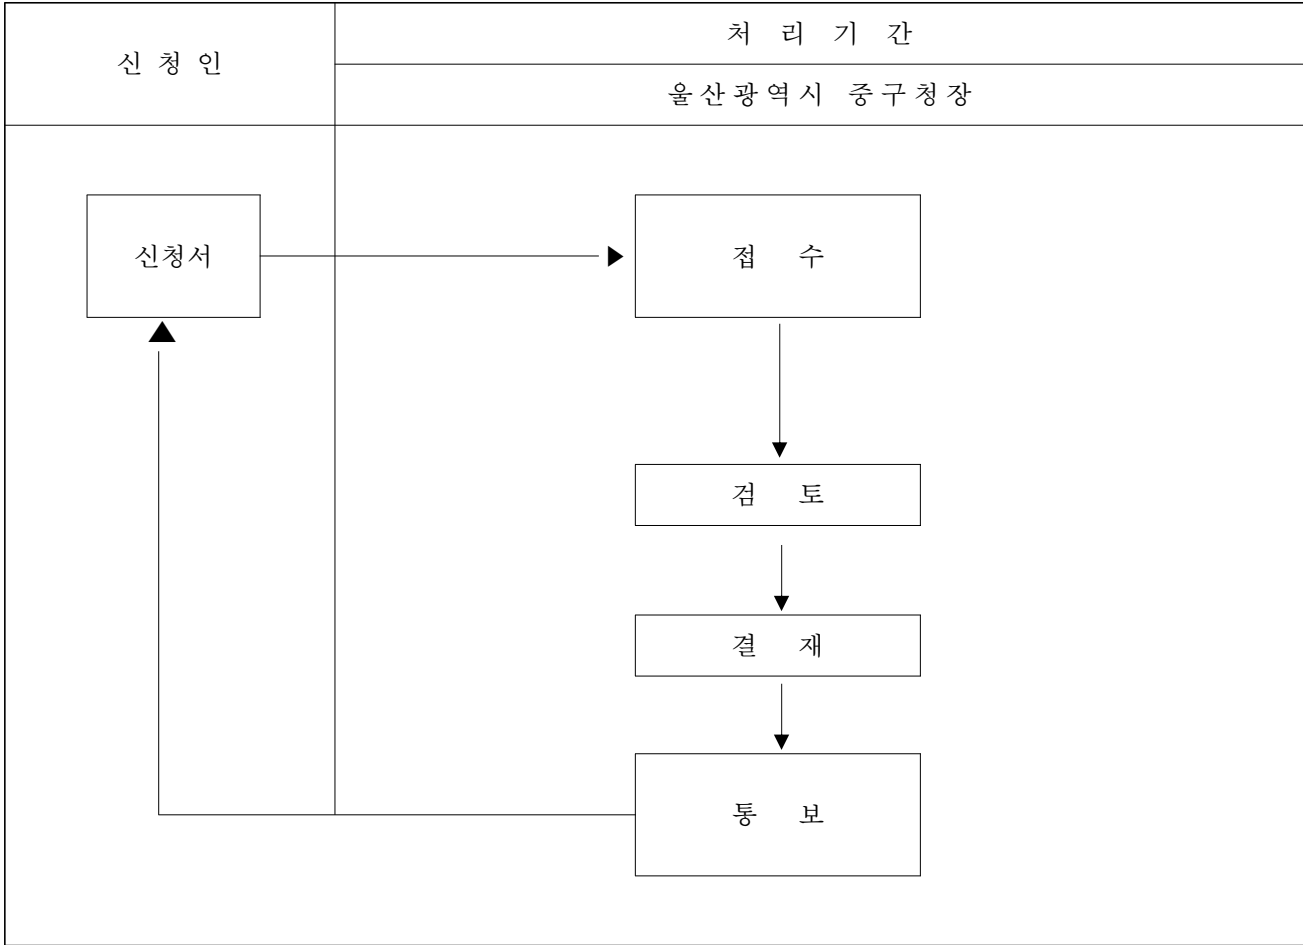 신 청 인
처 리 기 간
울산광역시 중구청장
신청서
접 수
검 토
결 재
통 보